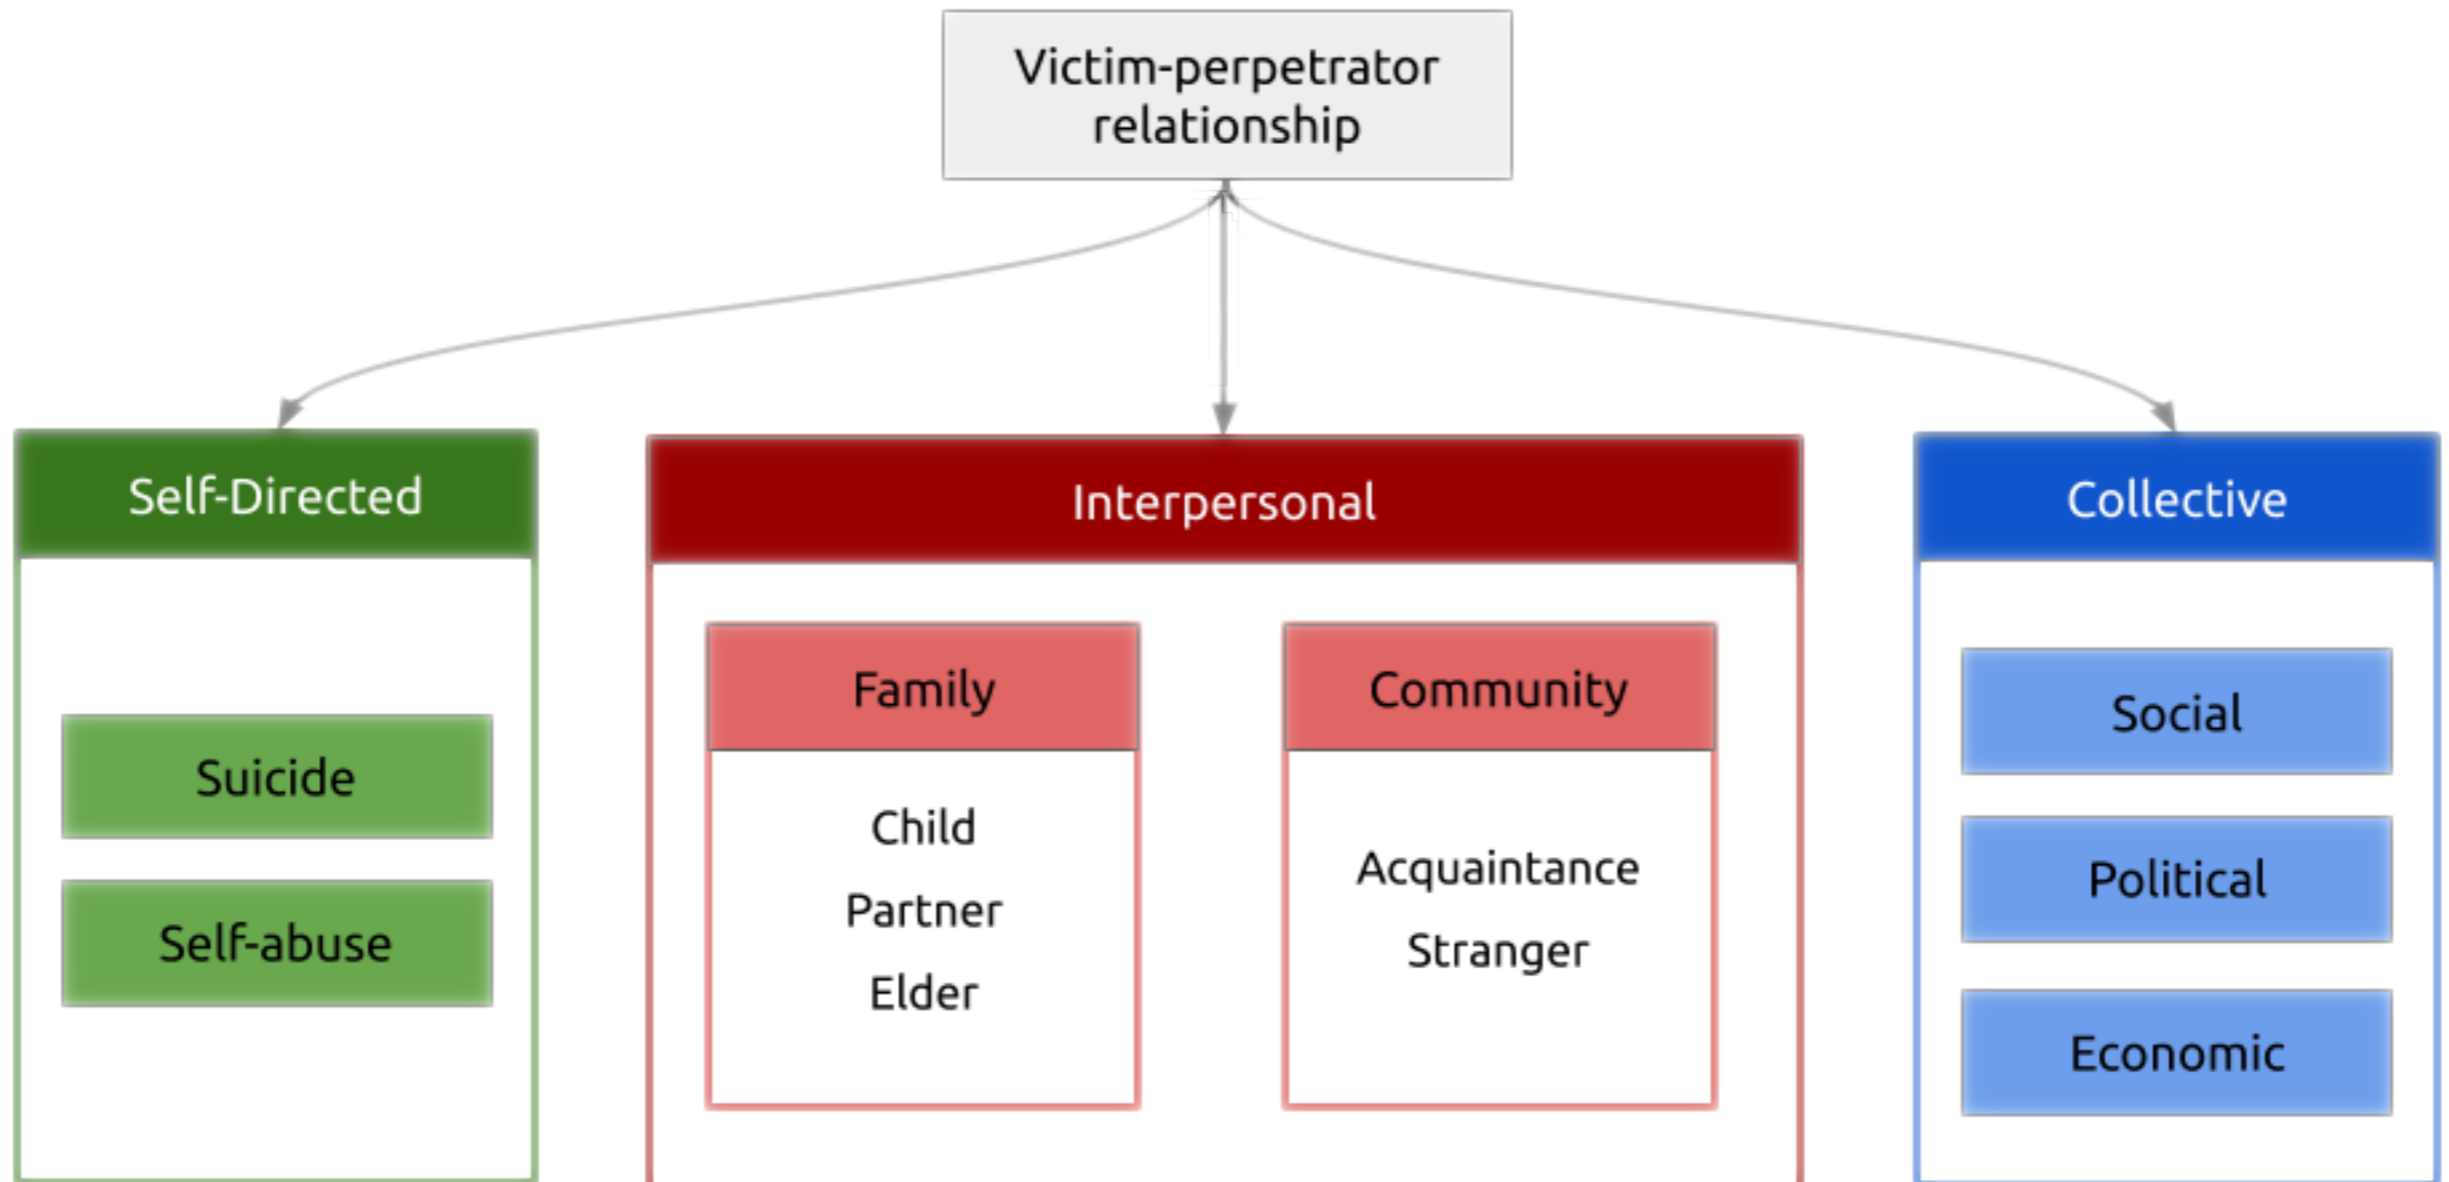 Victim-perpetrator
relationship
Self-Directed
Suicide
Self-abuse
Interpersonal
Family
Child
Partner
Elder
Community
Acquaintance
Stranger
Collective
Social
Political
Economic